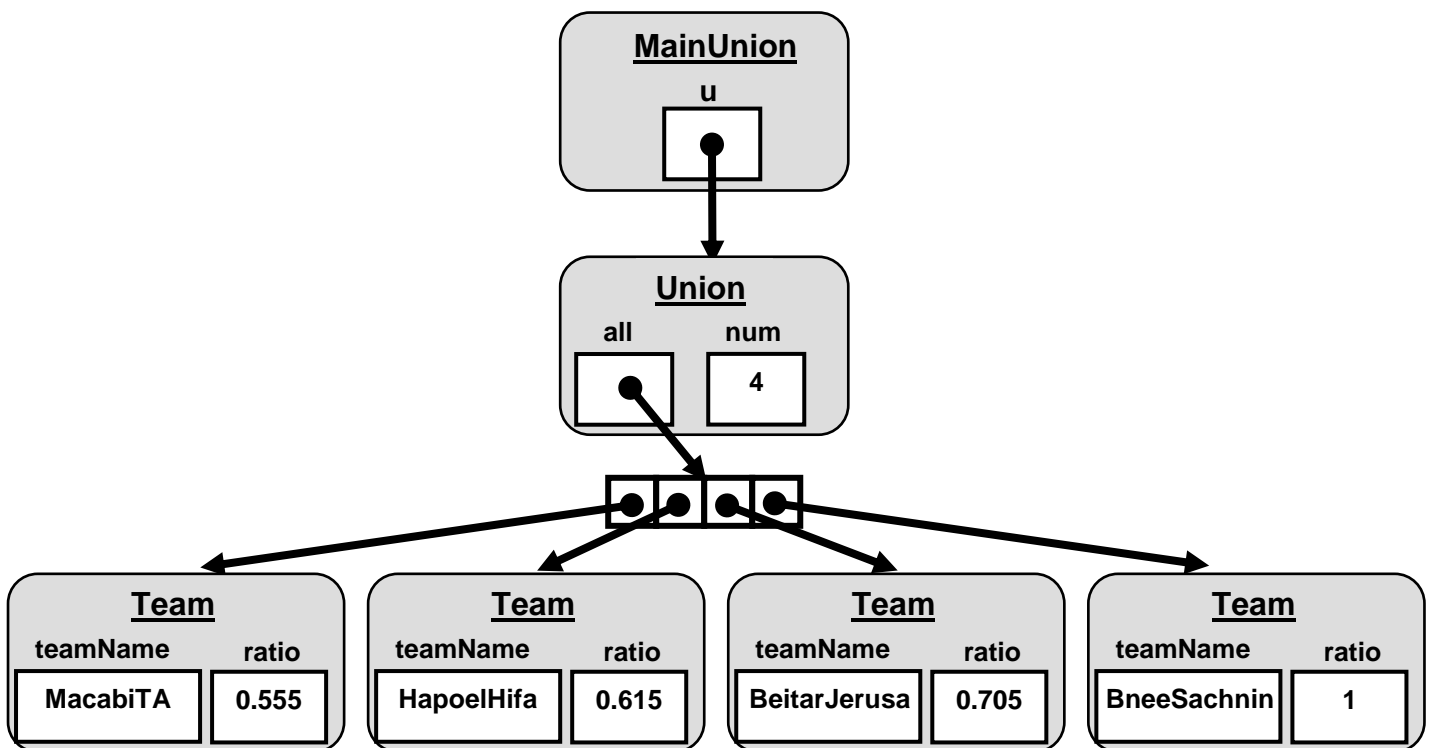 MainUnion
u
Union
all num
4
Team Team Team Team
teamName ratio teamName ratio teamName ratio teamName ratio
MacabiTA 0.555 HapoelHifa 0.615 BeitarJerusa 0.705 BneeSachnin 1